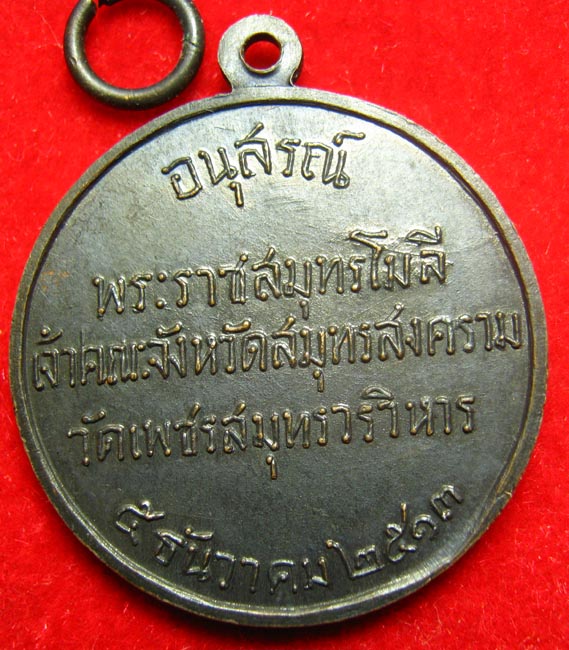 อนุสรณ์
พระราชสมุทรโมลี
เจ้าคณะจังหวัดสมุทรสงคราม
วัดเพชรสมุทรวรวิหาร
๕ ธันวาคม ๒๕๑๓